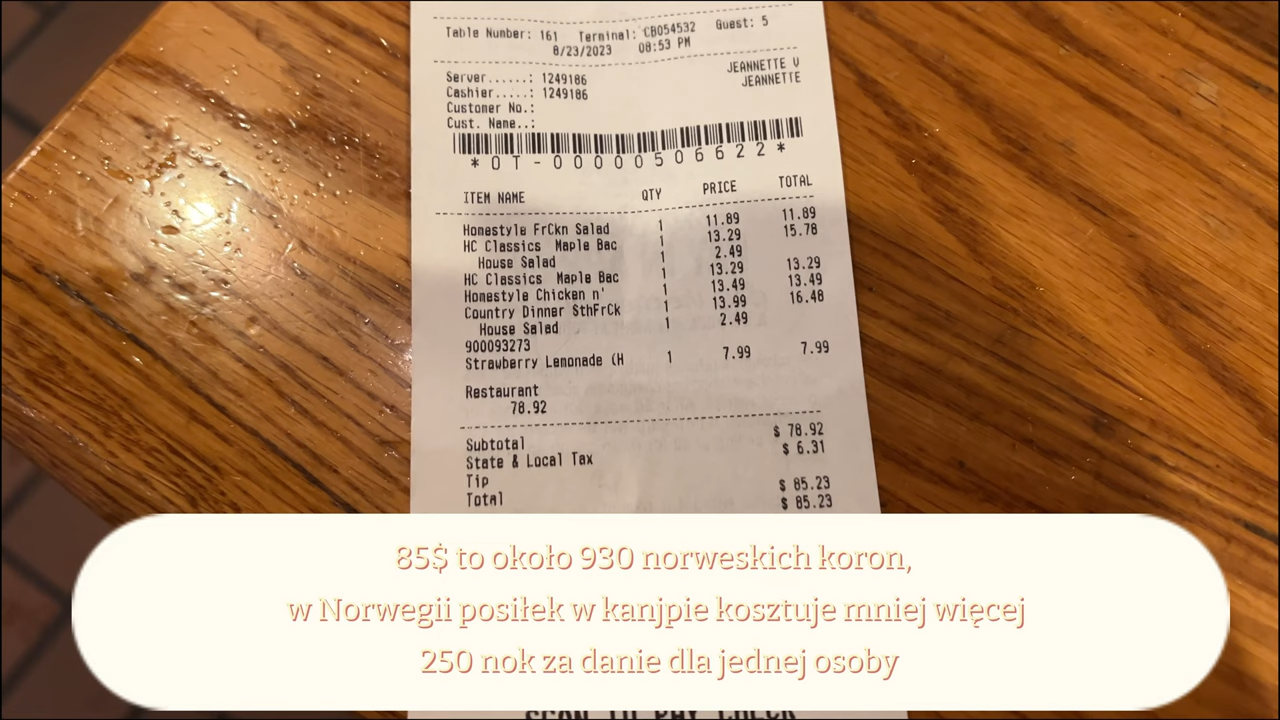 Table Number: 161 Terminal: CB054532 Guest: 5
8/23/2023 08:53 PM
JEANNETTE V
Server......: 1249186
JEANNETTE
Cashier.....: 1249186
Customer No.:
Cust. Name..:
*OT-00000506622*
ITEM NAME QTY PRICE TOTAL
Homestyle FrCkn Salad 1 11.89 11.89
HC Classics Maple Bac 1 13.29 15.78
House Salad 1 2.49
HC Classics Maple Bac 1 13.29 13.29
Homestyle Chicken n' 1 13.49 13.49
Country Dinner SthFrCk 1 13.99 16.48
House Salad 1 2.49
900093273
Strawberry Lemonade (H 1 7.99 7.99
Restaurant
78.92
Subtotal $ 78.92
State & Local Tax $ 6.31
Tip
$ 85.23
Total $ 85.23
85$ to około 930 norweskich koron,
w Norwegii posiłek w kanjpie kosztuje mniej więcej
250 nok za danie dla jednej osoby
SCAN TO PAY CHECK